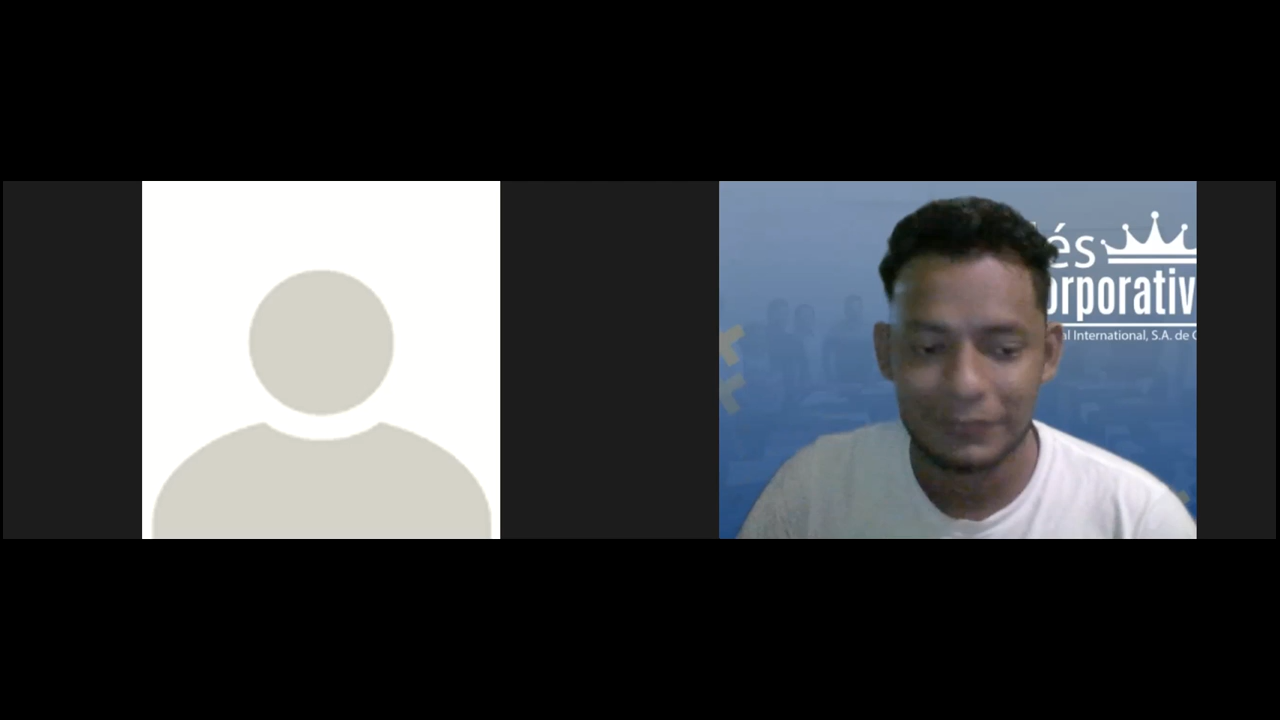 és
orporativ
al International, S.A. de C